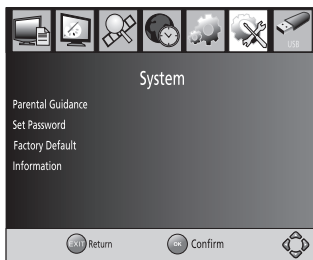 USB
System
Parental Guidance
Set Password
Factory Default
Information
EXIT Return
OK Confirm